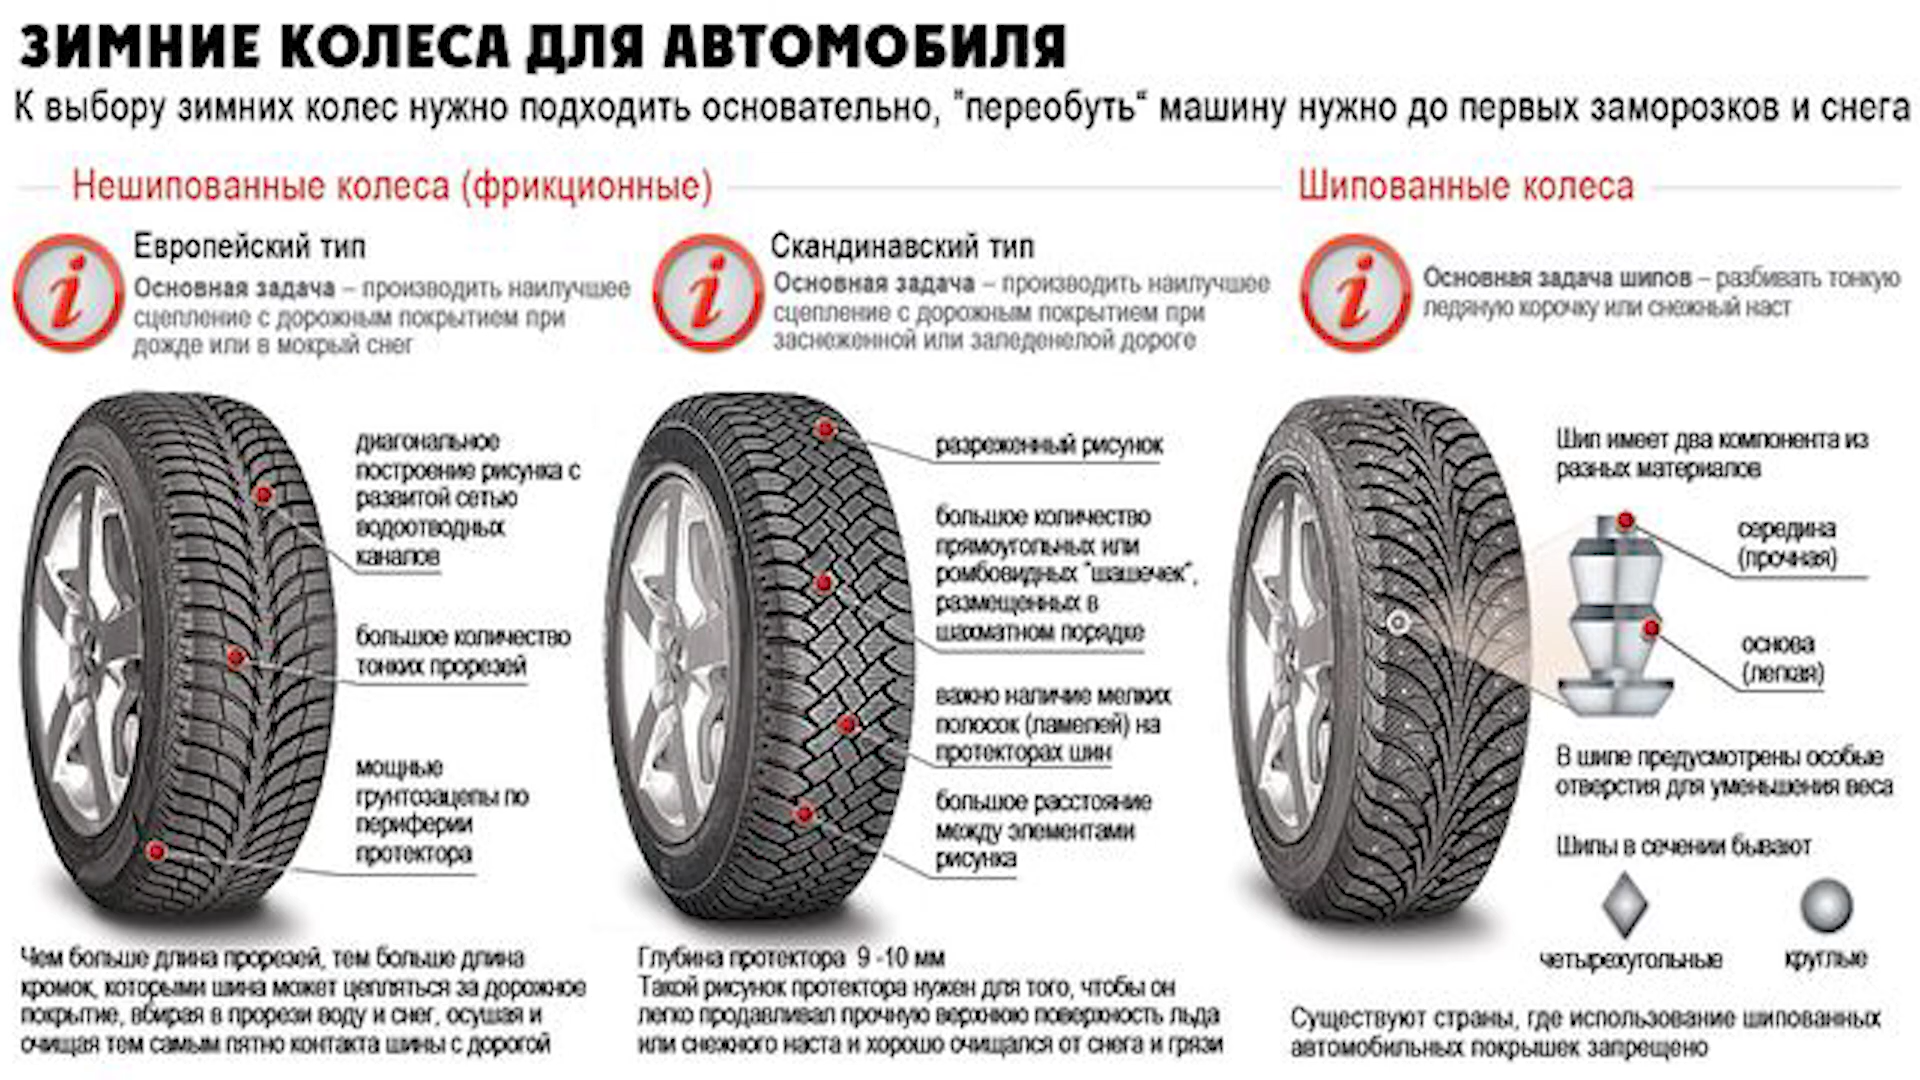 ЗИМНИЕ КОЛЕСА ДЛЯ АВТОМОБИЛЯ
К выбору зимних колес нужно подходить основательно, "переобуть“ машину нужно до первых заморозков и снега
Нешипованные колеса (фрикционные)
Европейский тип
Основная задача – производить наилучшее
сцепление с дорожным покрытием при
дожде или в мокрый снег
диагональное
построение рисунка с
развитой сетью
водоотводных
каналов
большое количество
тонких прорезей
мощные
грунтозацепы по
периферии
протектора
Чем больше длина прорезей, тем больше длина
кромок, которыми шина может цепляться за дорожное
покрытие, вбирая в прорези воду и снег, осушая и
очищая тем самым пятно контакта шины с дорогой
Скандинавский тип
Основная задача – производить наилучшее
сцепление с дорожным покрытием при
заснеженной или заледенелой дороге
разреженный рисунок
большое количество
прямоугольных или
ромбовидных "шашечек",
размещенных в
шахматном порядке
важно наличие мелких
полосок (ламелей) на
протекторах шин
большое расстояние
между элементами
рисунка
Глубина протектора 9 -10 мм
Такой рисунок протектора нужен для того, чтобы он
легко продавливал прочную верхнюю поверхность льда
или снежного наста и хорошо очищался от снега и грязи
Шипованные колеса
Основная задача шипов – разбивать тонкую
ледяную корочку или снежный наст
Шип имеет два компонента из
разных материалов
середина
(прочная)
основа
(легкая)
В шипе предусмотрены особые
отверстия для уменьшения веса
Шипы в сечении бывают
четырехугольные
круглые
Существуют страны, где использование шипованных
автомобильных покрышек запрещено